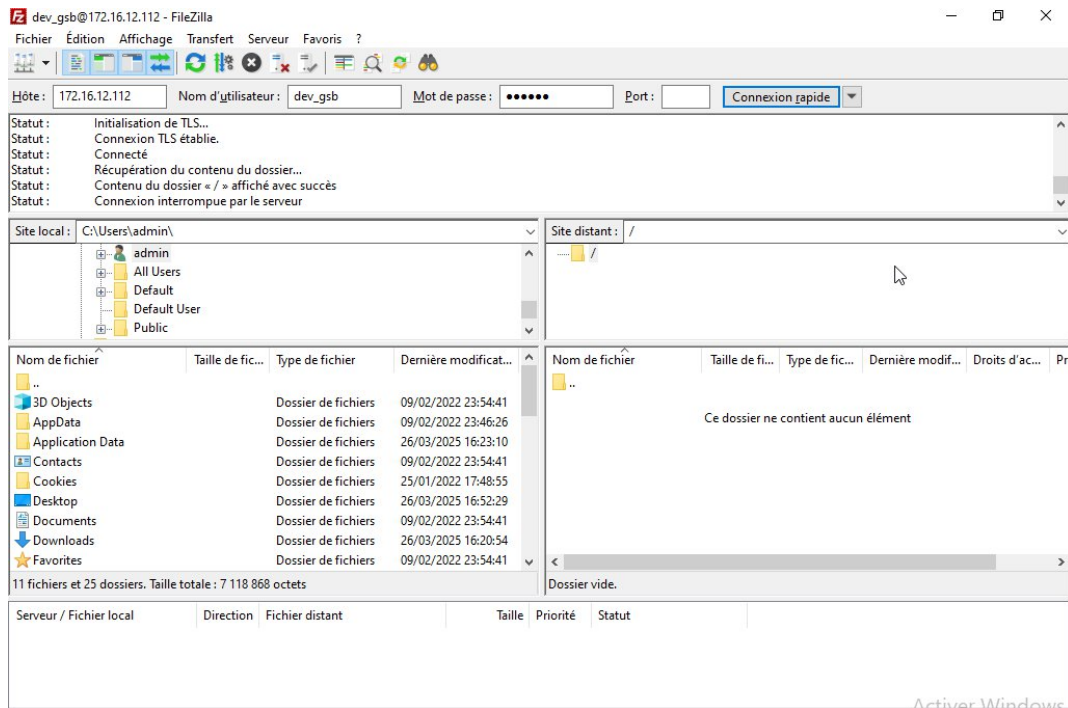 dev_gsb@172.16.12.112 - FileZilla
Fichier Édition Affichage Transfert Serveur Favoris ?
Hôte : 172.16.12.112 Nom d'utilisateur : dev_gsb Mot de passe : ●●●●●● Port : Connexion rapide
Statut : Initialisation de TLS...
Statut : Connexion TLS établie.
Statut : Connecté
Statut : Récupération du contenu du dossier...
Statut : Contenu du dossier « / » affiché avec succès
Statut : Connexion interrompue par le serveur
Site local : C:\Users\admin\
admin
All Users
Default
Default User
Public
Site distant : /
/
Nom de fichier Taille de fic... Type de fichier Dernière modificat...
..
3D Objects Dossier de fichiers 09/02/2022 23:54:41
AppData Dossier de fichiers 09/02/2022 23:46:26
Application Data Dossier de fichiers 26/03/2025 16:23:10
Contacts Dossier de fichiers 09/02/2022 23:54:41
Cookies Dossier de fichiers 25/01/2022 17:48:55
Desktop Dossier de fichiers 26/03/2025 16:52:29
Documents Dossier de fichiers 09/02/2022 23:54:41
Downloads Dossier de fichiers 26/03/2025 16:20:54
Favorites Dossier de fichiers 09/02/2022 23:54:41
11 fichiers et 25 dossiers. Taille totale : 7 118 868 octets
Nom de fichier Taille de fi... Type de fic... Dernière modif... Droits d'ac... Pr
..
Ce dossier ne contient aucun élément
Dossier vide.
Serveur / Fichier local Direction Fichier distant Taille Priorité Statut
Activer Windows